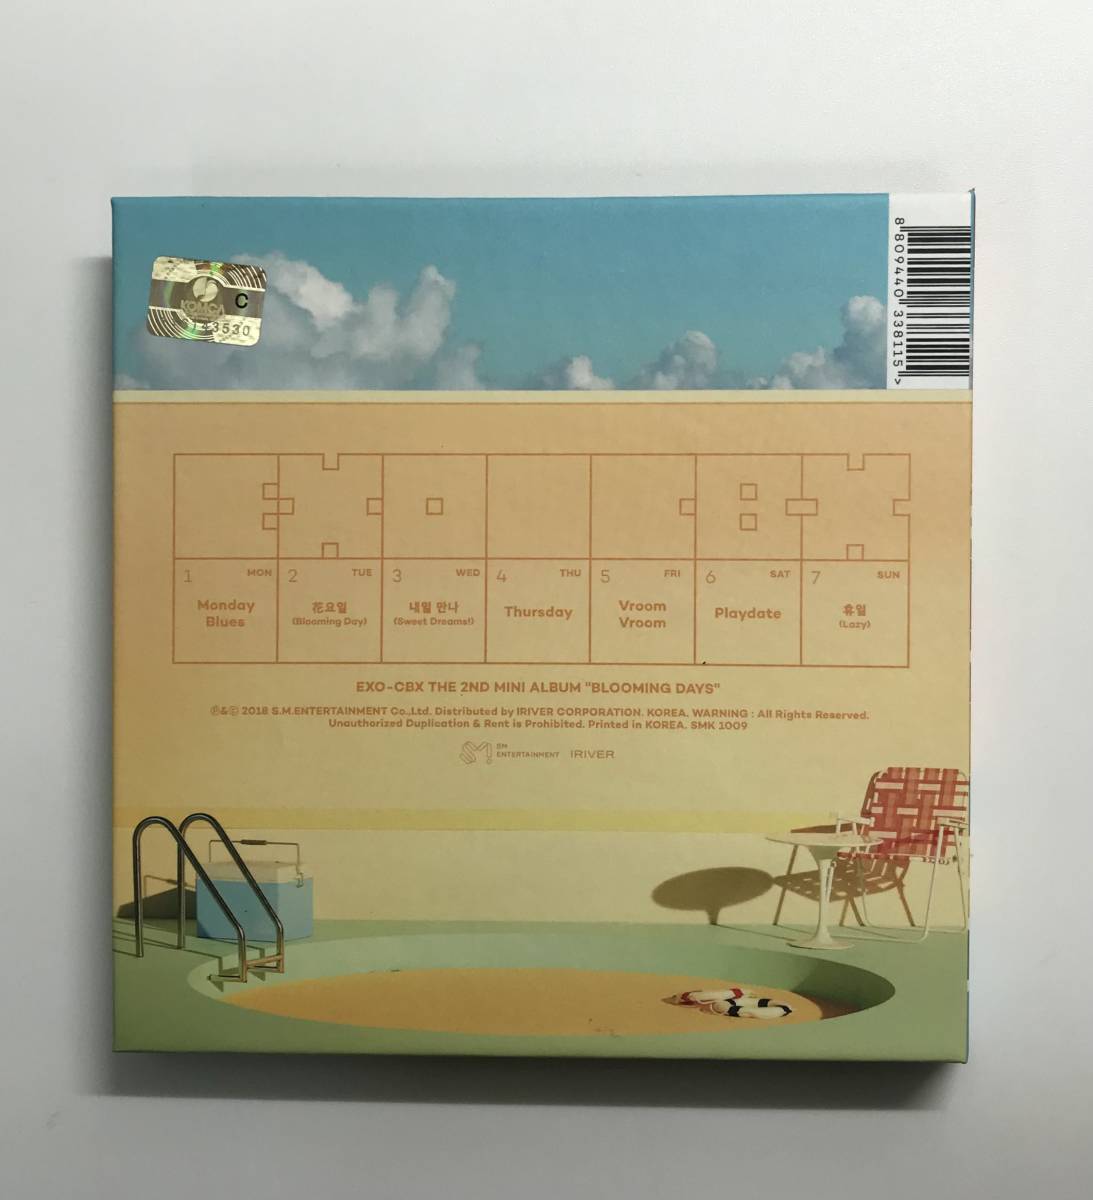 KOMCA
C
5143530
8 809440 338115 >
EXO-CBX
1 MON
Monday
Blues
2 TUE
花요일
(Blooming Day)
3 WED
내일 만나
(Sweet Dreams!)
4 THU
Thursday
5 FRI
Vroom
Vroom
6 SAT
Playdate
7 SUN
휴일
(Lazy)
EXO-CBX THE 2ND MINI ALBUM "BLOOMING DAYS"
℗&© 2018 S.M.ENTERTAINMENT Co.,Ltd. Distributed by IRIVER CORPORATION. KOREA. WARNING : All Rights Reserved.
Unauthorized Duplication & Rent is Prohibited. Printed in KOREA. SMK 1009
SM
ENTERTAINMENT
IRIVER